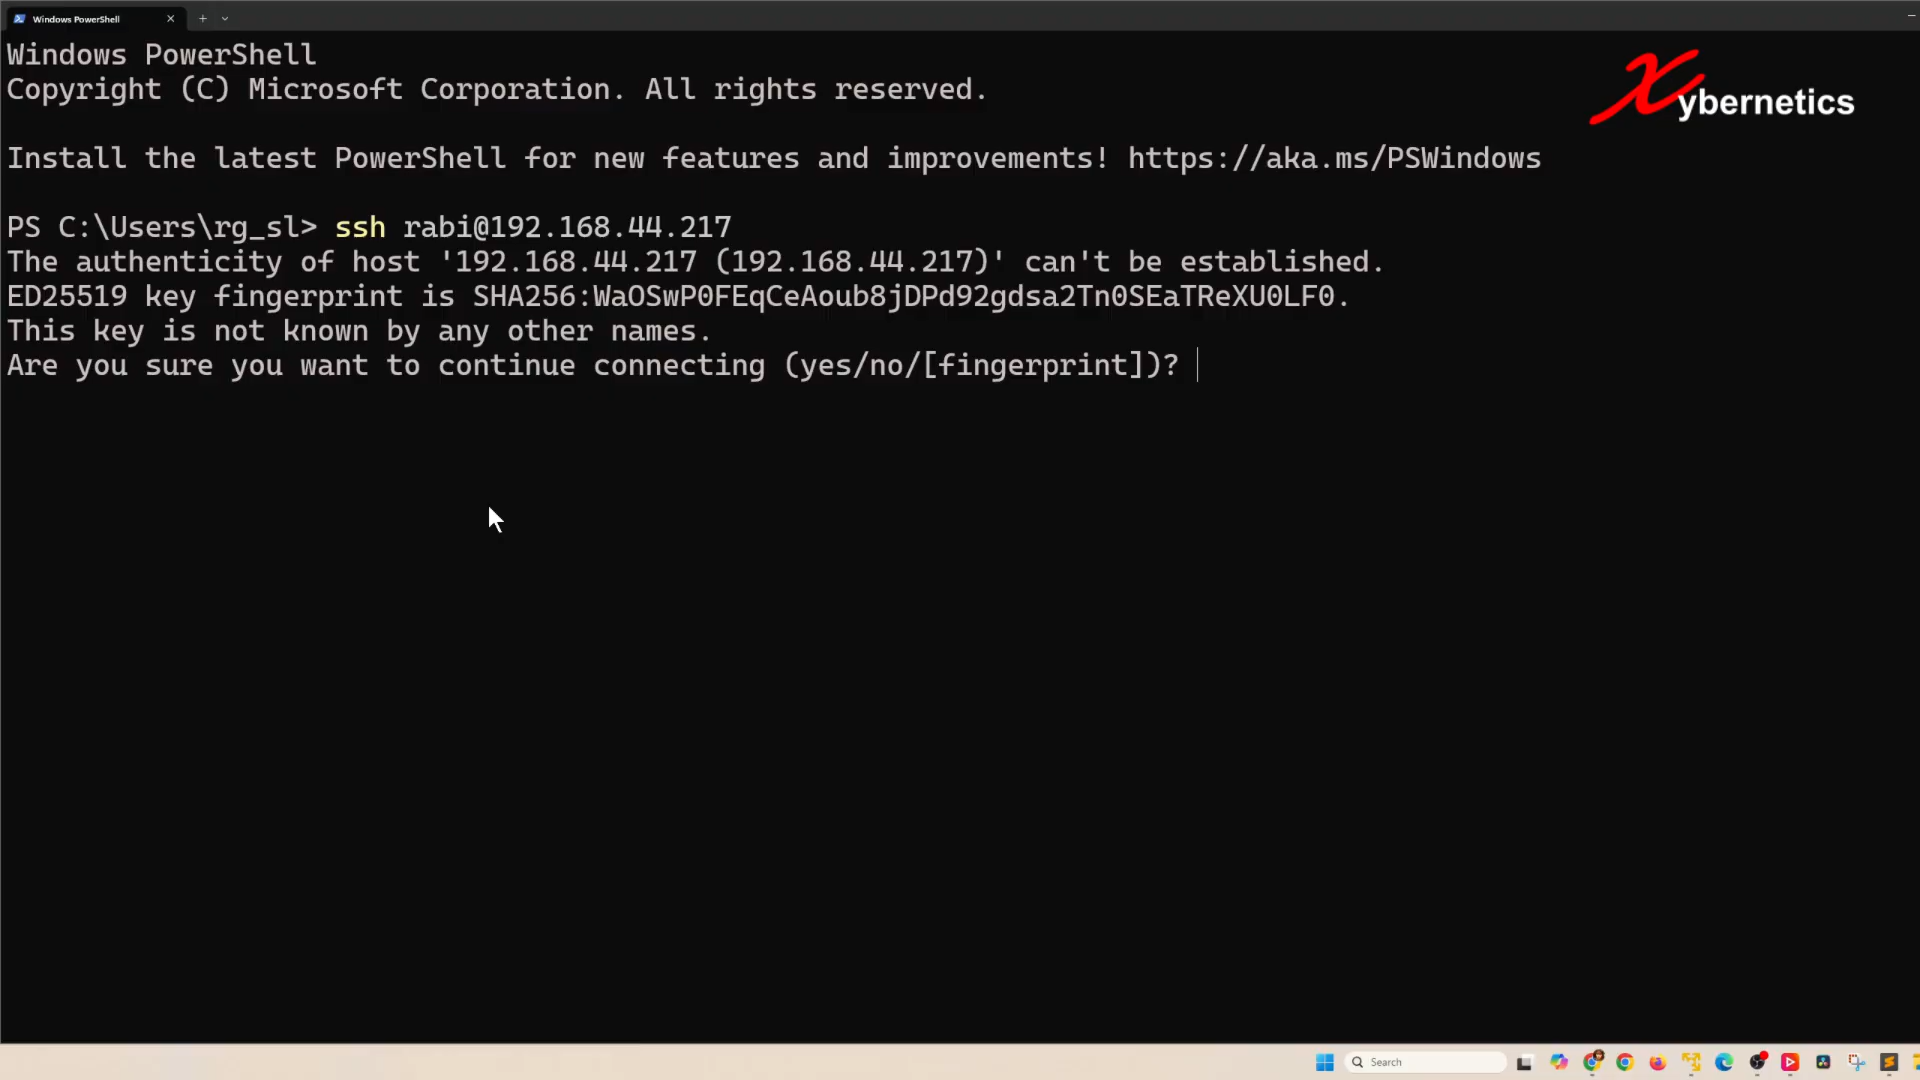 Windows PowerShell
Windows PowerShell
Copyright (C) Microsoft Corporation. All rights reserved.
Xybernetics
Install the latest PowerShell for new features and improvements! https://aka.ms/PSWindows
PS C:\Users\rg_sl> ssh rabi@192.168.44.217
The authenticity of host '192.168.44.217 (192.168.44.217)' can't be established.
ED25519 key fingerprint is SHA256:WaOSwP0FEqCeAoub8jDPd92gdsa2Tn0SEaTReXU0LF0.
This key is not known by any other names.
Are you sure you want to continue connecting (yes/no/[fingerprint])?
Search